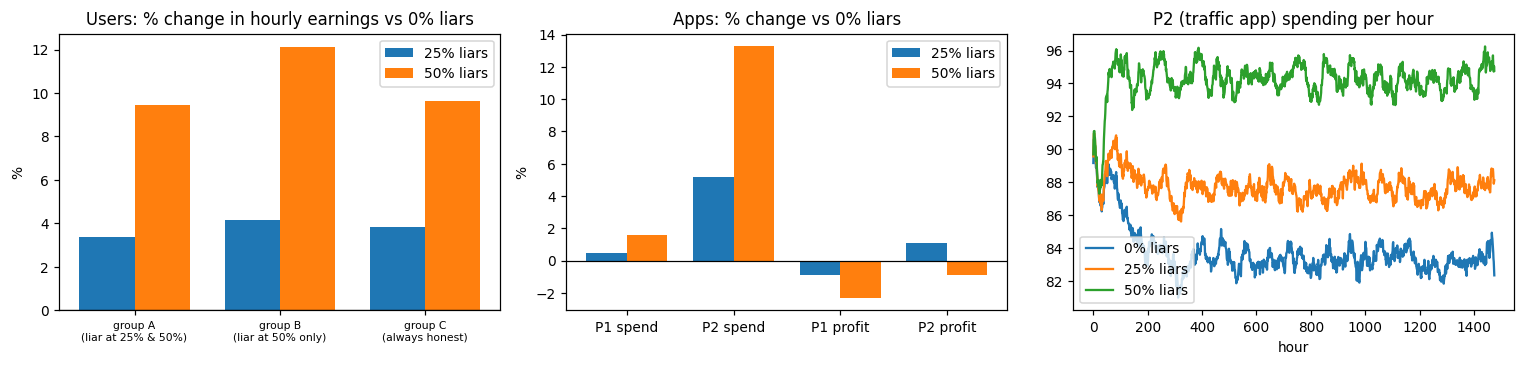 Users: % change in hourly earnings vs 0% liars
%
12
10
8
6
4
2
0
25% liars
50% liars
group A
(liar at 25% & 50%)
group B
(liar at 50% only)
group C
(always honest)
Apps: % change vs 0% liars
%
14
12
10
8
6
4
2
0
−2
25% liars
50% liars
P1 spend
P2 spend
P1 profit
P2 profit
P2 (traffic app) spending per hour
96
94
92
90
88
86
84
82
0% liars
25% liars
50% liars
0
200
400
600
800
1000
1200
1400
hour